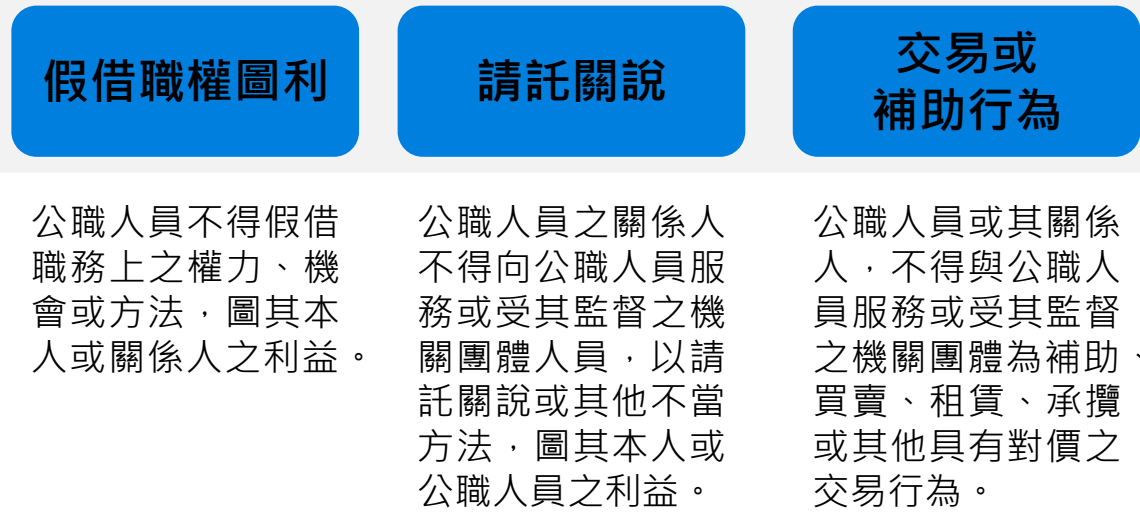 假借職權圖利
公職人員不得假借
職務上之權力、機
會或方法，圖其本
人或關係人之利益。
請託關說
公職人員之關係人
不得向公職人員服
務或受其監督之機
關團體人員，以請
託關說或其他不當
方法，圖其本人或
公職人員之利益。
交易或
補助行為
公職人員或其關係
人，不得與公職人
員服務或受其監督
之機關團體為補助、
買賣、租賃、承攬
或其他具有對價之
交易行為。